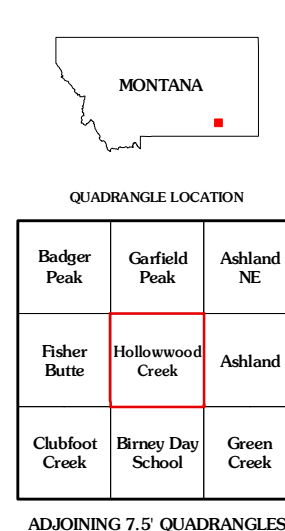 MONTANA
QUADRANGLE LOCATION
Badger Peak
Garfield Peak
Ashland NE
Fisher Butte
Hollowwood Creek
Ashland
Clubfoot Creek
Birney Day School
Green Creek
ADJOINING 7.5' QUADRANGLES